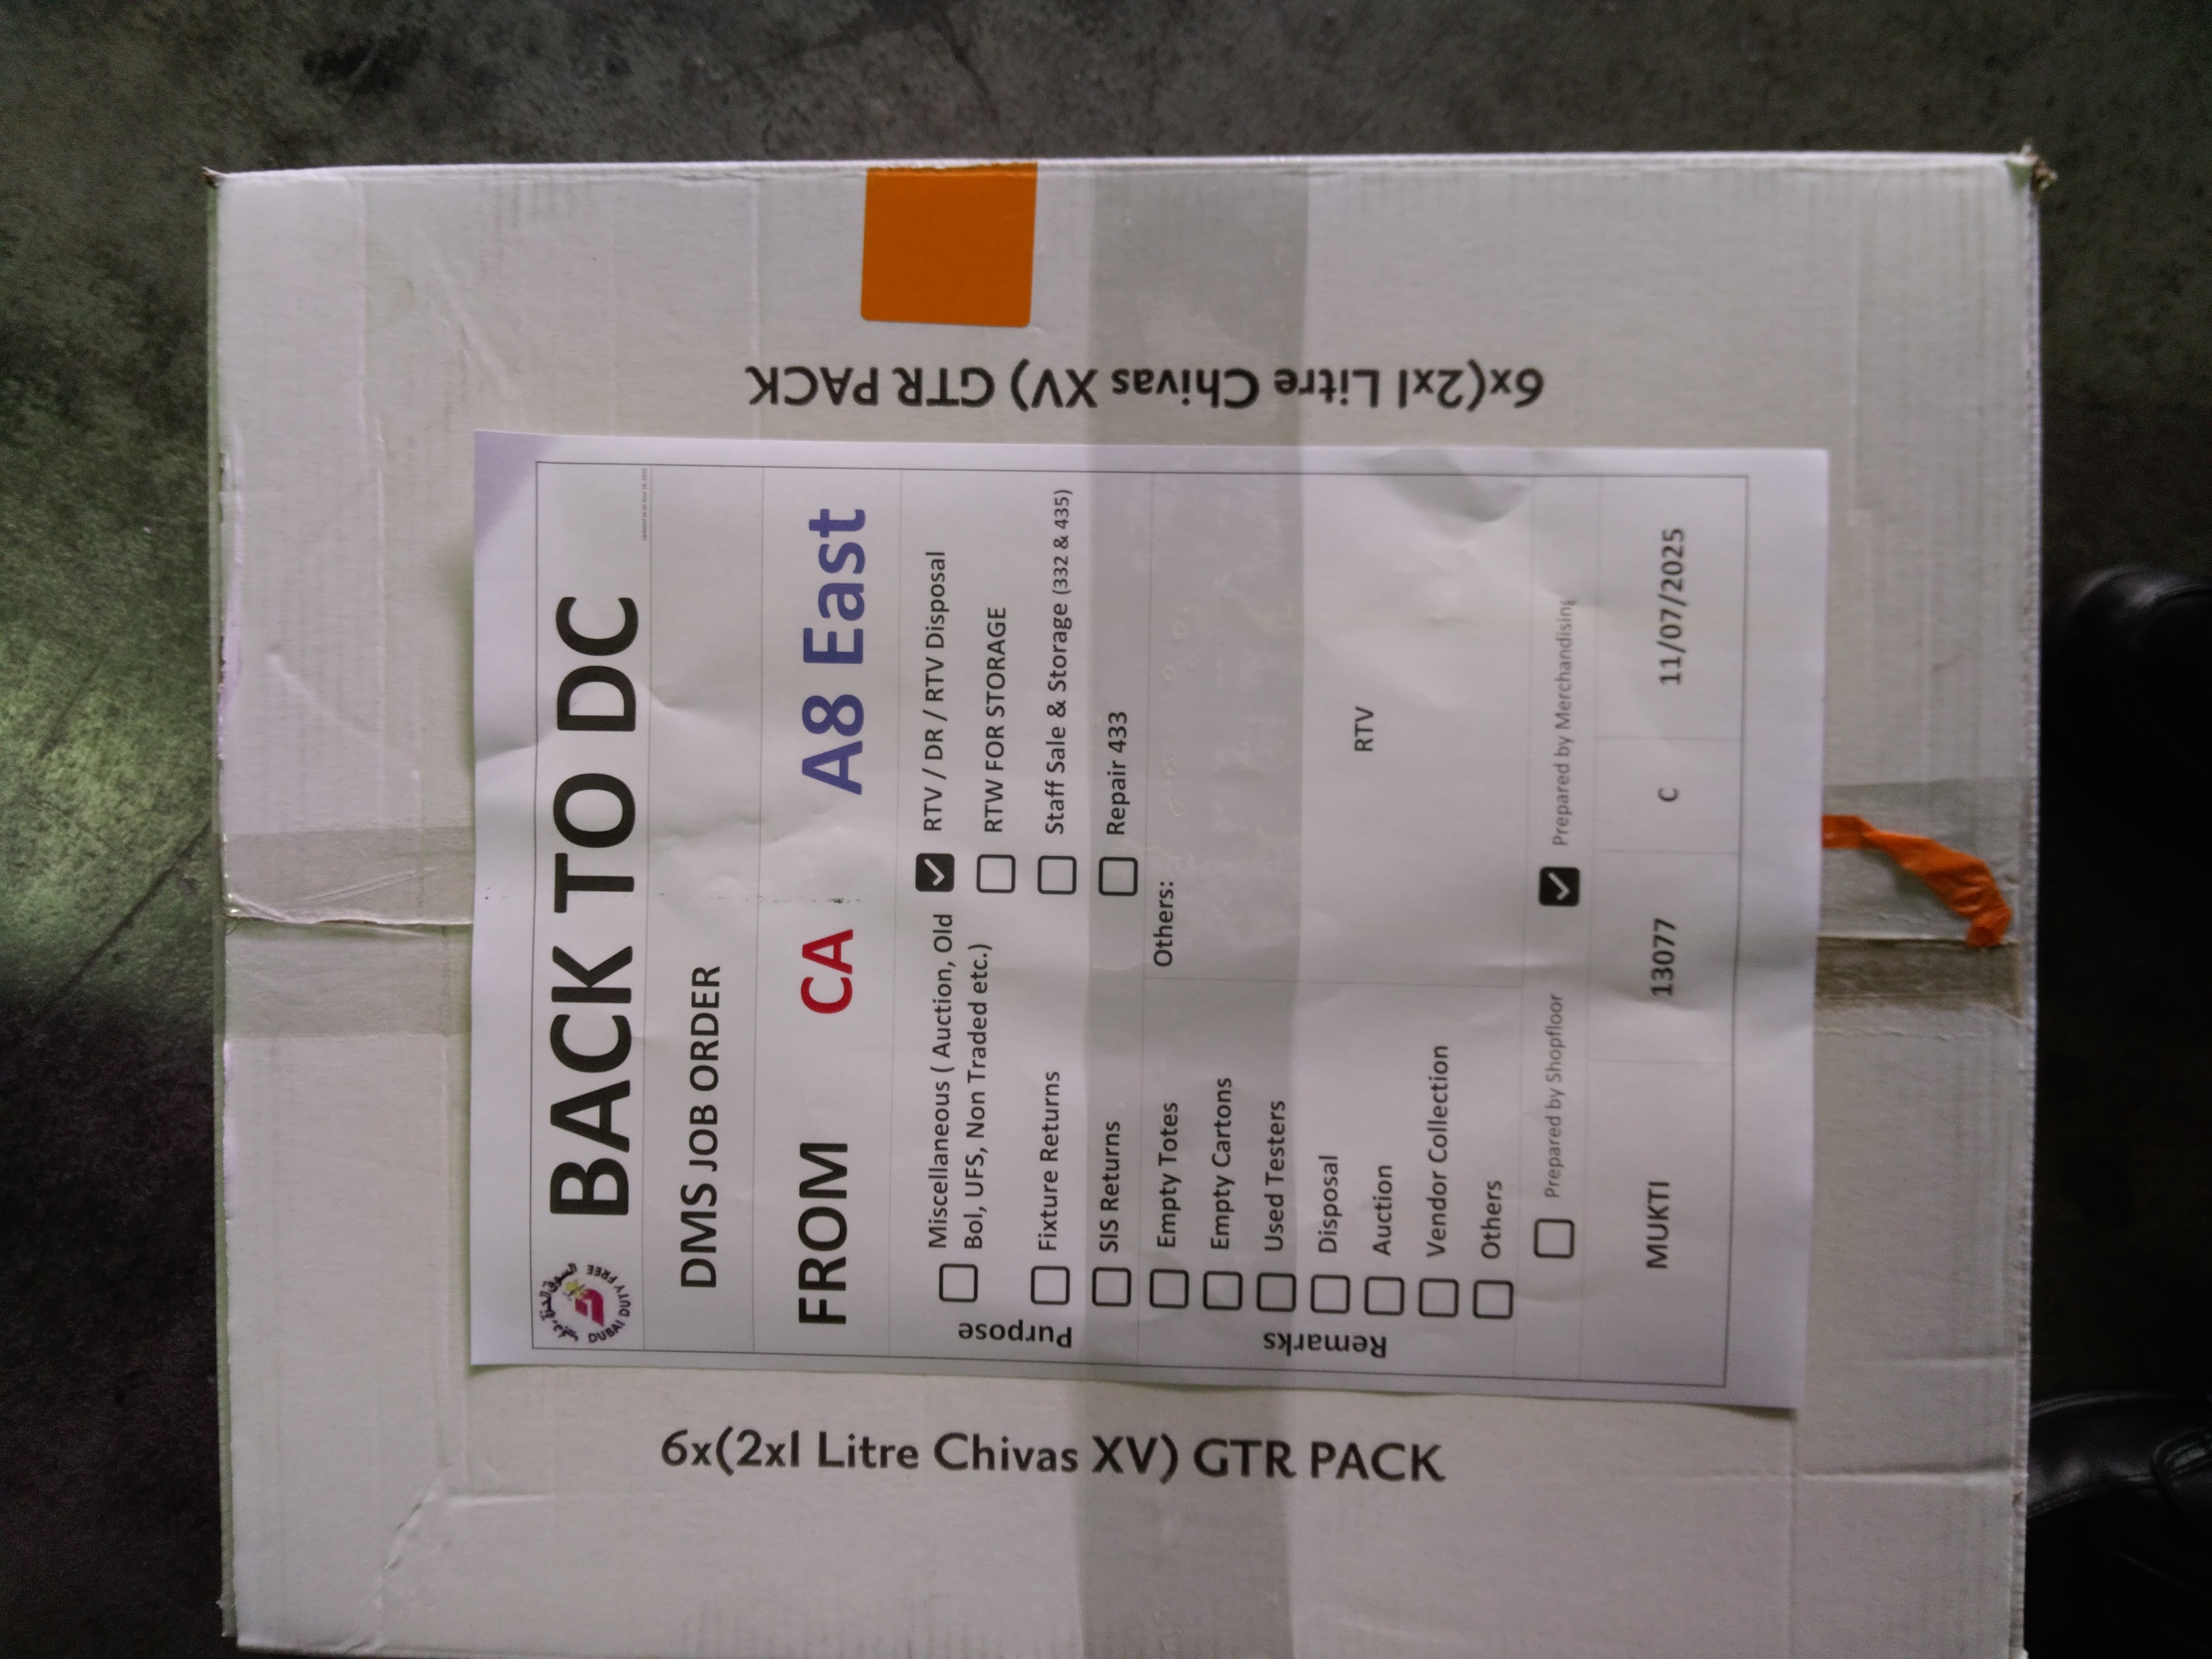 6x(2xl Litre Chivas XV) GTR PACK
السوق الحرة
DUBAI DUTY FREE
BACK TO DC
DMS JOB ORDER
FROM CA A8 East
Purpose
Miscellaneous ( Auction, Old
Bol, UFS, Non Traded etc.)
Fixture Returns
SIS Returns
RTV / DR / RTV Disposal
RTW FOR STORAGE
Staff Sale & Storage (332 & 435)
Repair 433
Remarks
Empty Totes
Empty Cartons
Used Testers
Disposal
Auction
Vendor Collection
Others
Others:
RTV
Prepared by Shopfloor
Prepared by Merchandising
MUKTI 13077 C 11/07/2025
6x(2xl Litre Chivas XV) GTR PACK